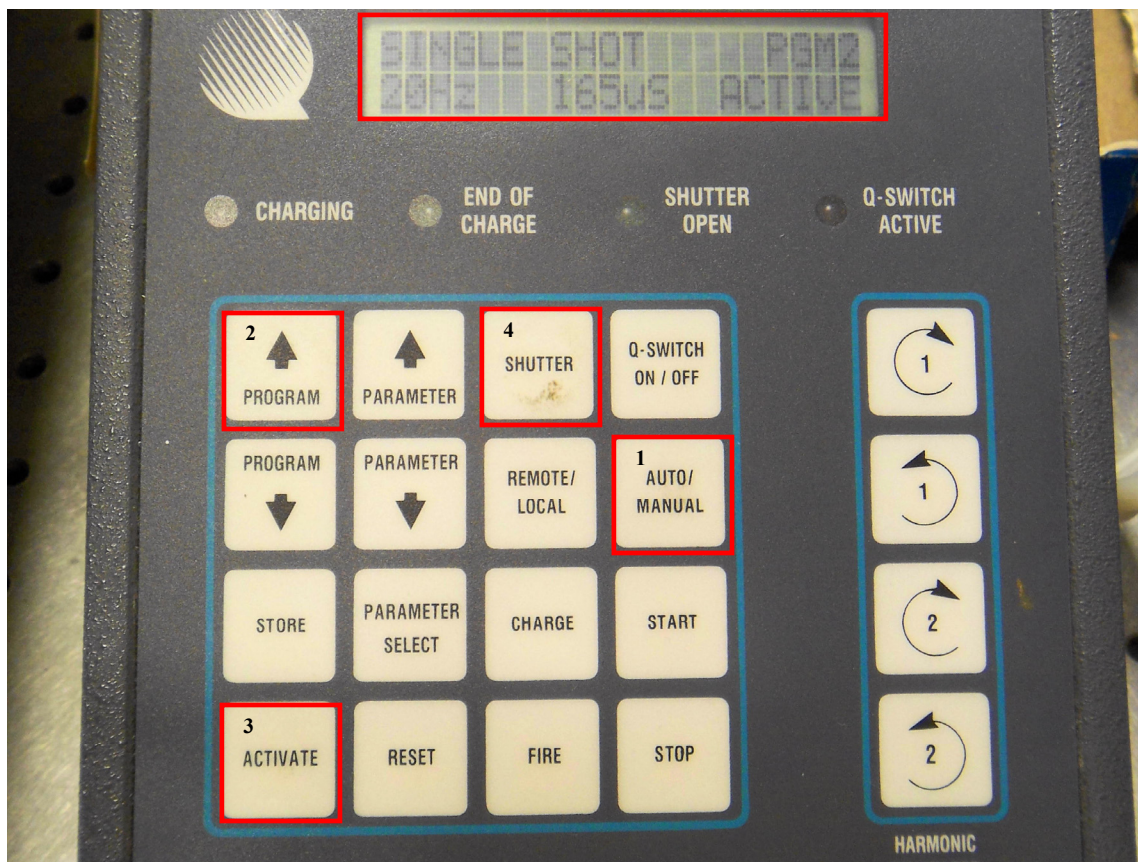 SINGLE SHOT PGM2
20Hz 165uS ACTIVE
CHARGING
END OF
CHARGE
SHUTTER
OPEN
Q-SWITCH
ACTIVE
2
PROGRAM
PARAMETER
4
SHUTTER
Q-SWITCH
ON / OFF
1
PROGRAM
PARAMETER
REMOTE/
LOCAL
1
AUTO/
MANUAL
1
STORE
PARAMETER
SELECT
CHARGE
START
2
3
ACTIVATE
RESET
FIRE
STOP
2
HARMONIC